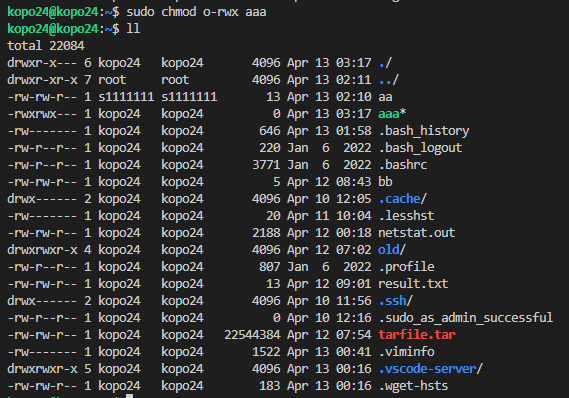 kopo24@kopo24:~$ sudo chmod o-rwx aaa
kopo24@kopo24:~$ ll
total 22084
drwxr-x--- 6 kopo24   kopo24       4096 Apr 13 03:17 ./
drwxr-xr-x 7 root     root         4096 Apr 13 02:11 ../
-rw-rw-r-- 1 s1111111 s1111111       13 Apr 13 02:10 aa
-rwxrwx--- 1 kopo24   kopo24          0 Apr 13 03:17 aaa*
-rw------- 1 kopo24   kopo24        646 Apr 13 01:58 .bash_history
-rw-r--r-- 1 kopo24   kopo24        220 Jan  6  2022 .bash_logout
-rw-r--r-- 1 kopo24   kopo24       3771 Jan  6  2022 .bashrc
-rw-rw-r-- 1 kopo24   kopo24          5 Apr 12 08:43 bb
drwx------ 2 kopo24   kopo24       4096 Apr 10 12:05 .cache/
-rw------- 1 kopo24   kopo24         20 Apr 11 10:04 .lesshst
-rw-rw-r-- 1 kopo24   kopo24       2188 Apr 12 00:18 netstat.out
drwxrwxr-x 4 kopo24   kopo24       4096 Apr 12 07:02 old/
-rw-r--r-- 1 kopo24   kopo24        807 Jan  6  2022 .profile
-rw-rw-r-- 1 kopo24   kopo24         13 Apr 12 09:01 result.txt
drwx------ 2 kopo24   kopo24       4096 Apr 10 11:56 .ssh/
-rw-r--r-- 1 kopo24   kopo24          0 Apr 10 12:16 .sudo_as_admin_successful
-rw-rw-r-- 1 kopo24   kopo24   22544384 Apr 12 07:54 tarfile.tar
-rw------- 1 kopo24   kopo24       1522 Apr 13 00:41 .viminfo
drwxrwxr-x 5 kopo24   kopo24       4096 Apr 13 00:16 .vscode-server/
-rw-rw-r-- 1 kopo24   kopo24        183 Apr 13 00:16 .wget-hsts